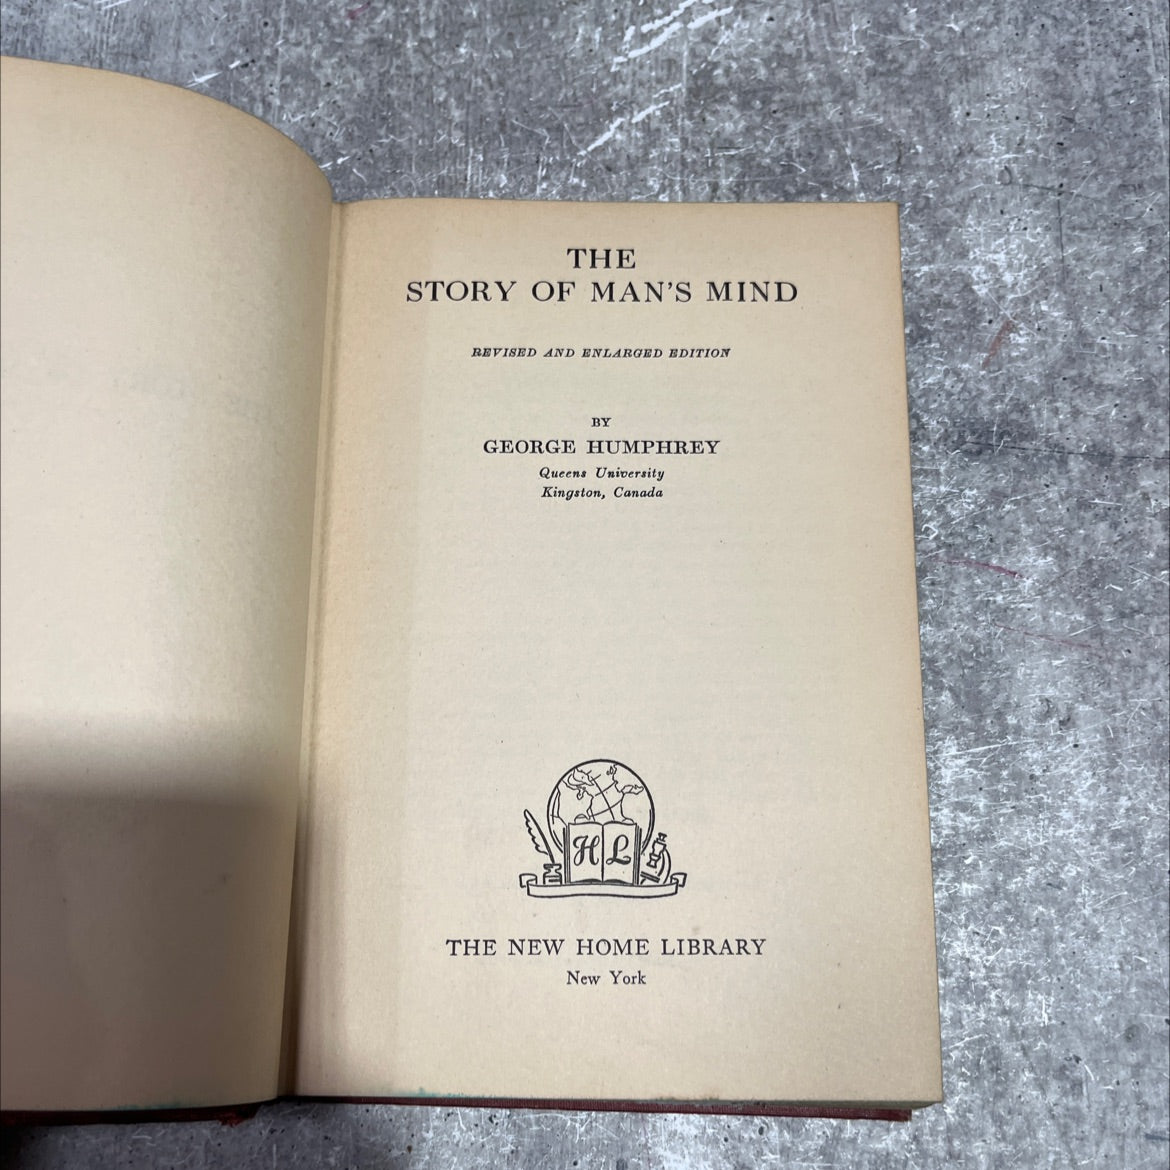 THE
STORY OF MAN'S MIND
REVISED AND ENLARGED EDITION
BY
GEORGE HUMPHREY
Queens University
Kingston, Canada
H L
THE NEW HOME LIBRARY
New York